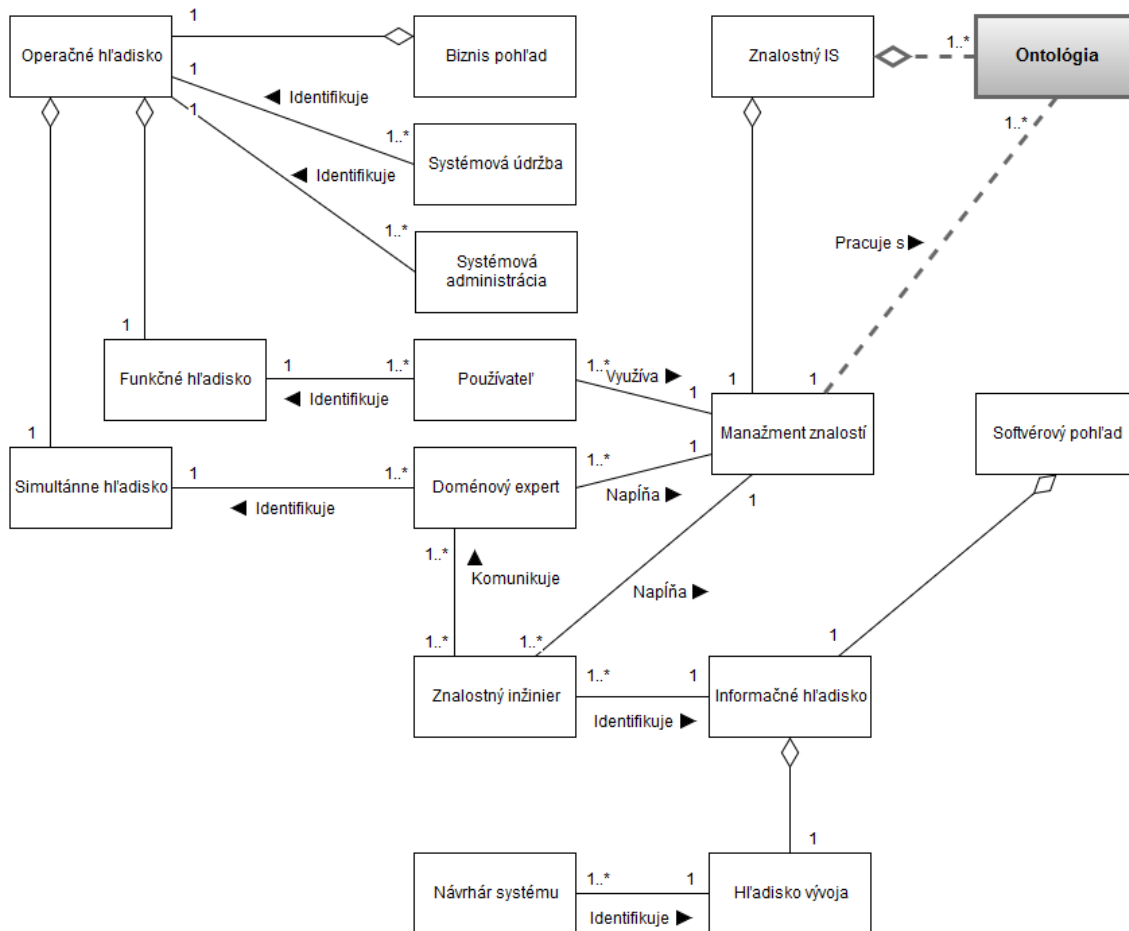 1
Operačné hľadisko
Biznis pohľad
Znalostný IS
1..*
Ontológia
1
◄ Identifikuje
1
1..*
1..*
Systémová údržba
◄ Identifikuje
1..*
Pracuje s ►
Systémová
administrácia
1
1
1..*
1..*
Využíva ►
1
1
Funkčné hľadisko
◄ Identifikuje
Používateľ
1
Manažment znalostí
Softvérový pohľad
1
1
1..*
1..*
1
Simultánne hľadisko
◄ Identifikuje
Doménový expert
Napĺňa ►
1
1..*
▲
Komunikuje
Napĺňa ►
1..*
1..*
1
Znalostný inžinier
1..*
1
Informačné hľadisko
Identifikuje ►
1
Návrhár systému
1..*
1
Hľadisko vývoja
Identifikuje ►